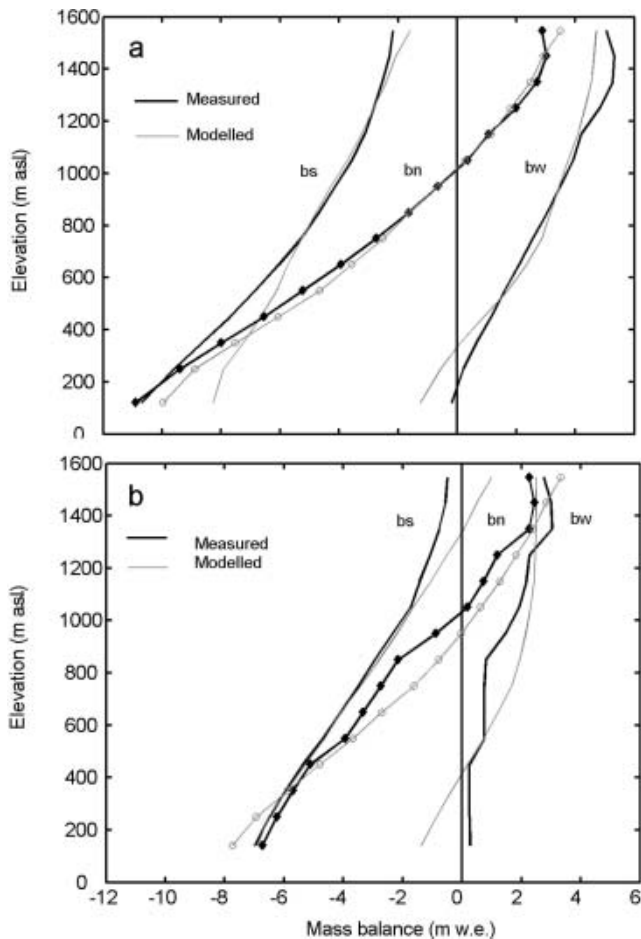 1600
a
1400
Measured
1200
Modelled
1000
bs
bn
bw
800
600
400
200
0
Elevation (m asl)
1600
b
bs
bn
bw
1400
Measured
Modelled
1200
1000
800
600
400
200
0
Elevation (m asl)
-12 -10 -8 -6 -4 -2 0 2 4 6
Mass balance (m w.e.)